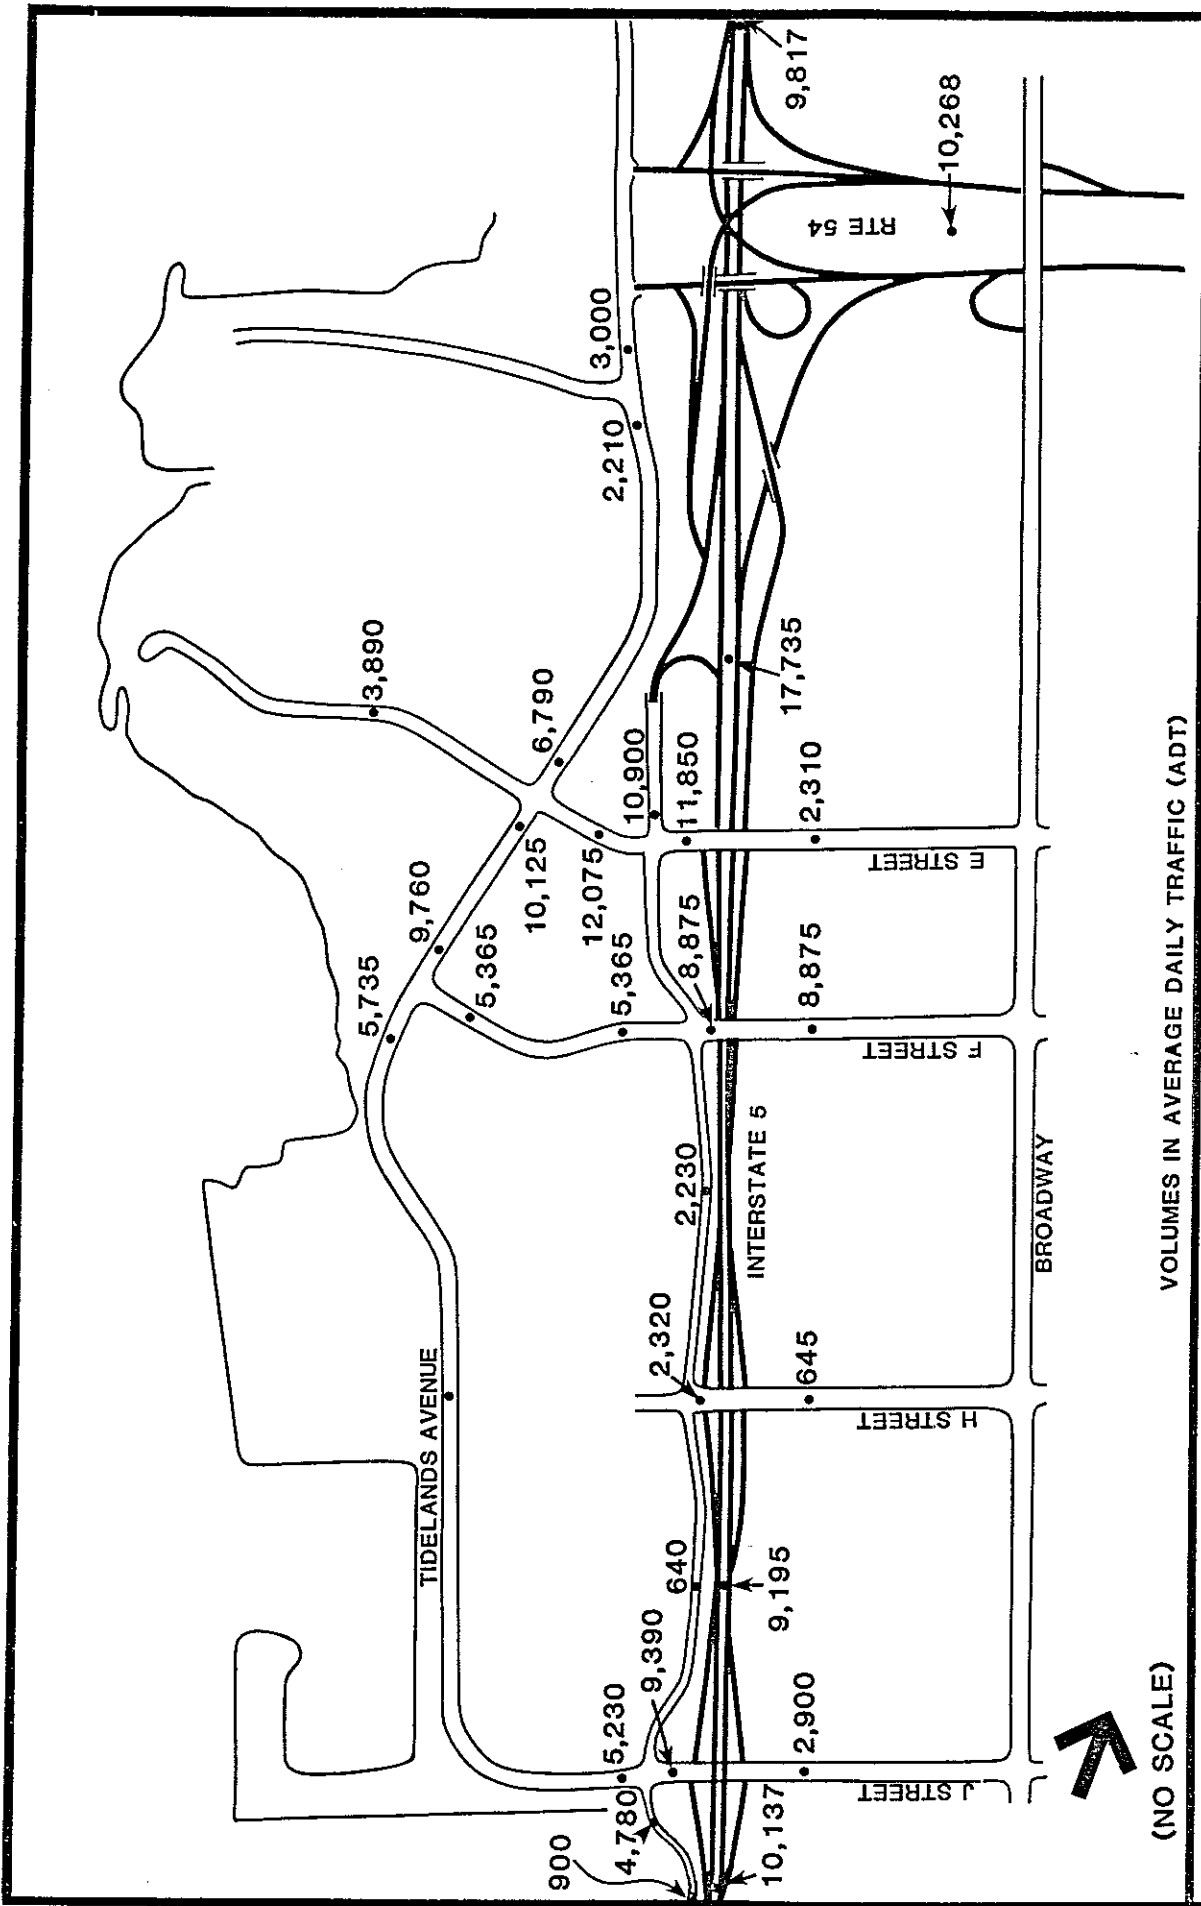 9,817
10,268
RTE 54
3,000
2,210
3,890
6,790
10,900
11,850
17,735
2,310
E STREET
10,125
12,075
9,760
5,365
5,735
5,365
8,875
8,875
F STREET
2,230
INTERSTATE 5
BROADWAY
2,320
645
H STREET
TIDELANDS AVENUE
640
9,195
9,390
5,230
2,900
J STREET
4,780
900
10,137
VOLUMES IN AVERAGE DAILY TRAFFIC (ADT)
(NO SCALE)